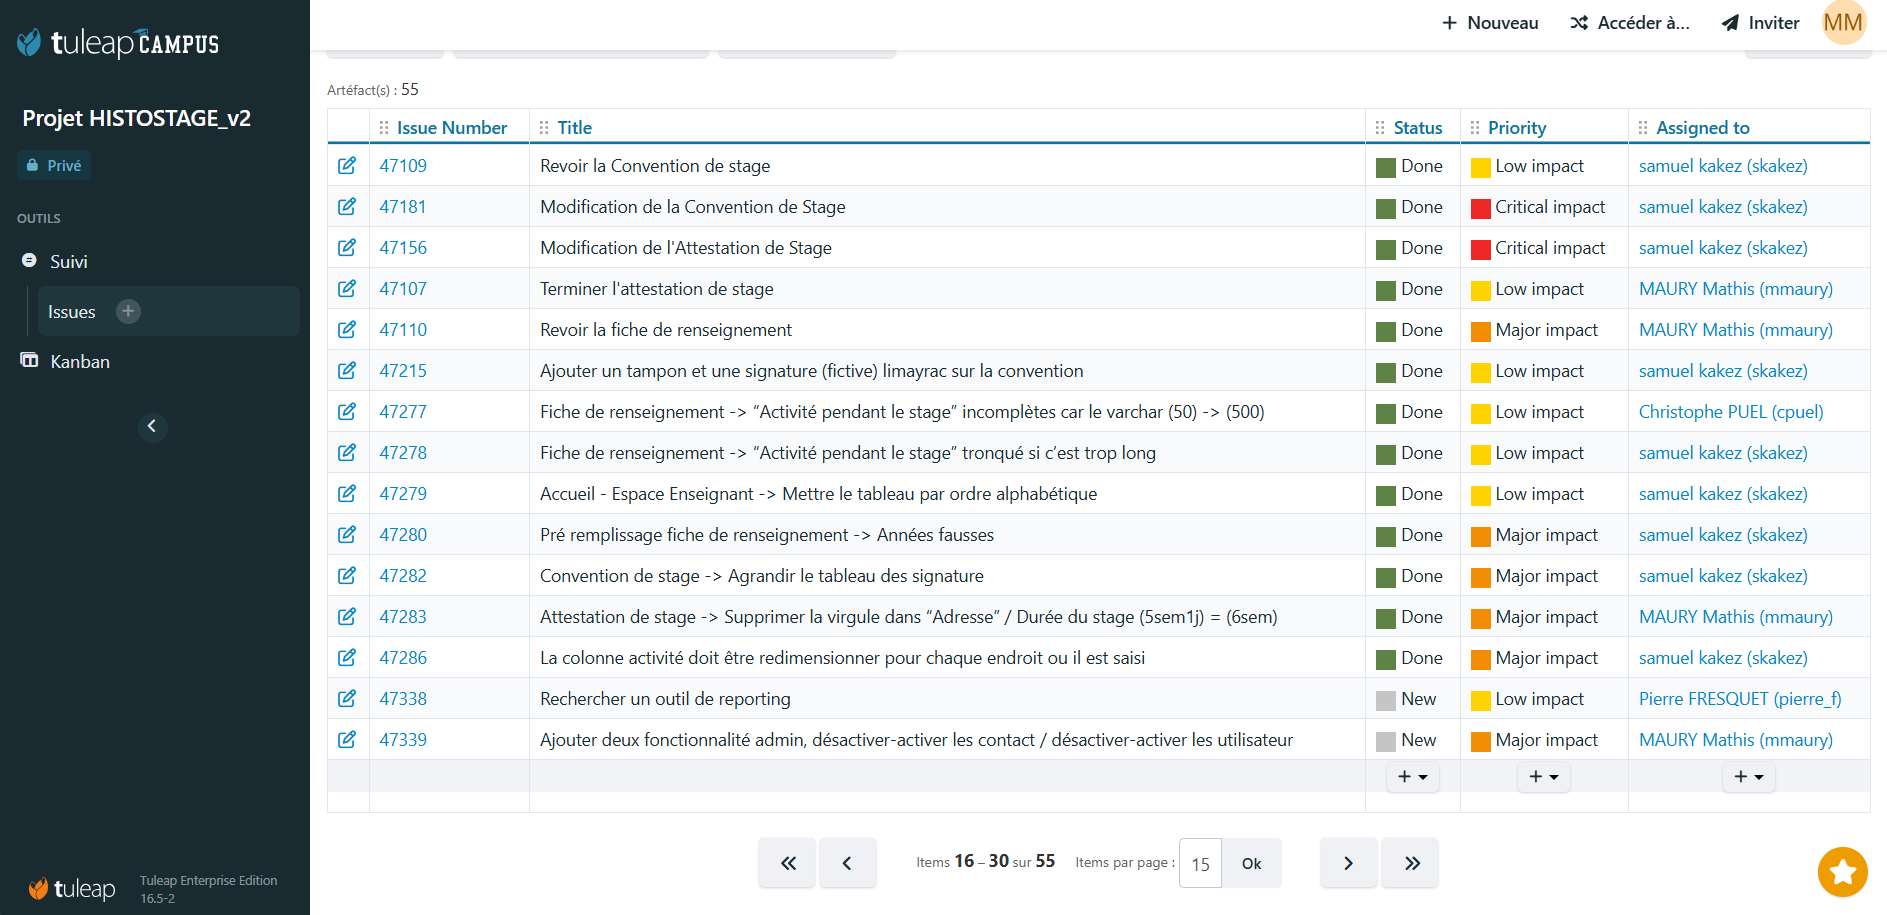 tuleap CAMPUS
Nouveau Accéder à... Inviter MM
Projet HISTOSTAGE_v2
Privé
OUTILS
Suivi
Issues
Kanban
Artéfact(s) : 55
Issue Number Title Status Priority Assigned to
47109 Revoir la Convention de stage Done Low impact samuel kakez (skakez)
47181 Modification de la Convention de Stage Done Critical impact samuel kakez (skakez)
47156 Modification de l'Attestation de Stage Done Critical impact samuel kakez (skakez)
47107 Terminer l'attestation de stage Done Low impact MAURY Mathis (mmaury)
47110 Revoir la fiche de renseignement Done Major impact MAURY Mathis (mmaury)
47215 Ajouter un tampon et une signature (fictive) limayrac sur la convention Done Low impact samuel kakez (skakez)
47277 Fiche de renseignement -> “Activité pendant le stage” incomplètes car le varchar (50) -> (500) Done Low impact Christophe PUEL (cpuel)
47278 Fiche de renseignement -> “Activité pendant le stage” tronqué si c’est trop long Done Low impact samuel kakez (skakez)
47279 Accueil - Espace Enseignant -> Mettre le tableau par ordre alphabétique Done Low impact samuel kakez (skakez)
47280 Pré remplissage fiche de renseignement -> Années fausses Done Major impact samuel kakez (skakez)
47282 Convention de stage -> Agrandir le tableau des signature Done Major impact samuel kakez (skakez)
47283 Attestation de stage -> Supprimer la virgule dans “Adresse” / Durée du stage (5sem1j) = (6sem) Done Major impact MAURY Mathis (mmaury)
47286 La colonne activité doit être redimensionner pour chaque endroit ou il est saisi Done Major impact samuel kakez (skakez)
47338 Rechercher un outil de reporting New Low impact Pierre FRESQUET (pierre_f)
47339 Ajouter deux fonctionnalité admin, désactiver-activer les contact / désactiver-activer les utilisateur New Major impact MAURY Mathis (mmaury)
Items 16 – 30 sur 55 Items par page : 15 Ok
tuleap Tuleap Enterprise Edition
16.5-2